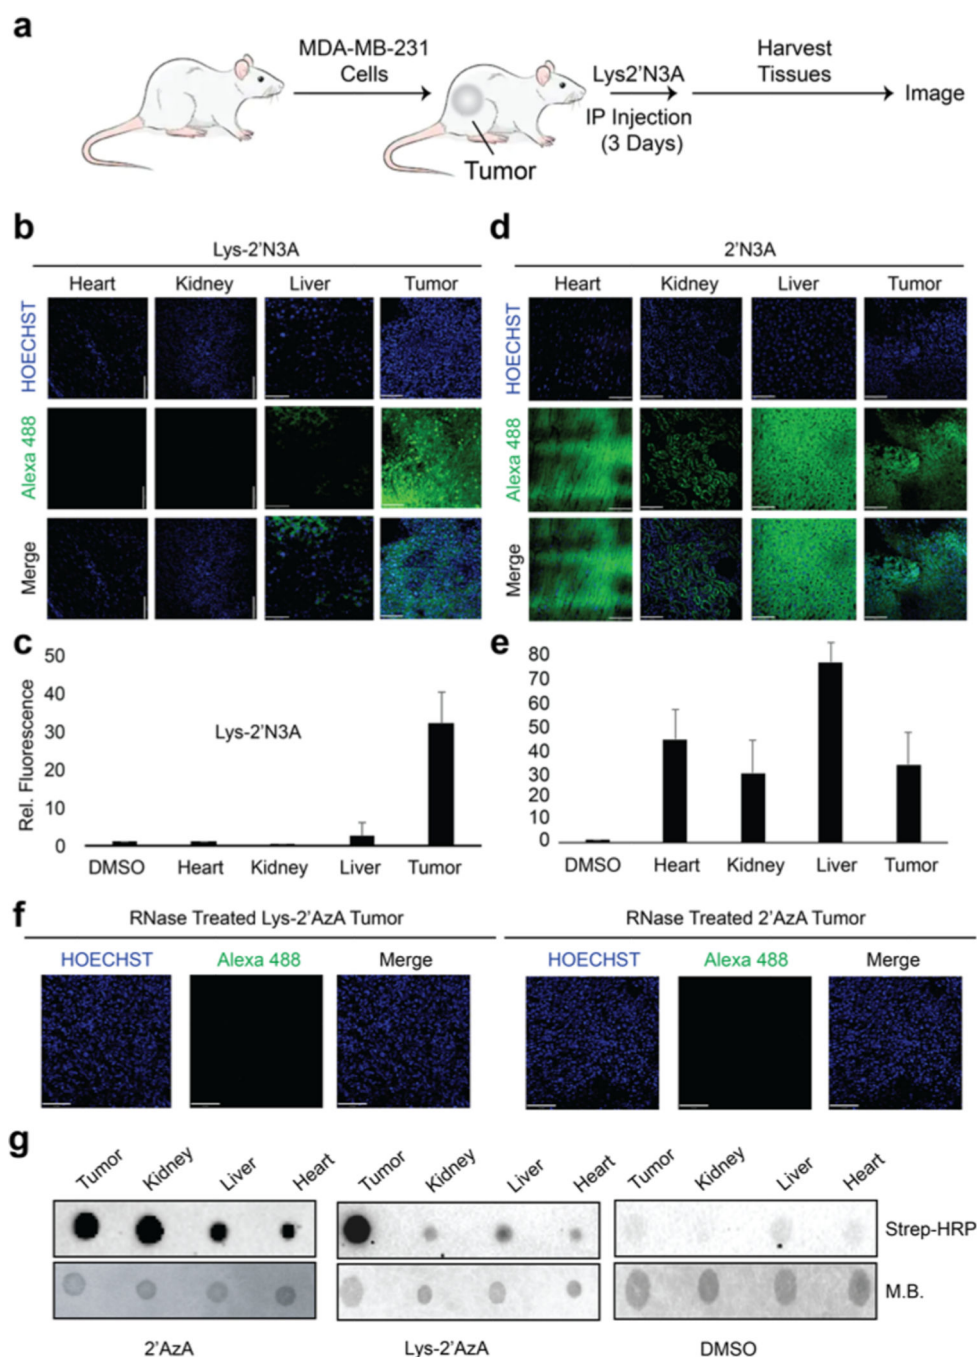 a
MDA-MB-231
Cells
Tumor
Lys2'N3A
IP Injection
(3 Days)
Harvest
Tissues
Image
b
Lys-2'N3A
Heart Kidney Liver Tumor
HOECHST
Alexa 488
Merge
d
2'N3A
Heart Kidney Liver Tumor
HOECHST
Alexa 488
Merge
c
Rel. Fluorescence
50
40
30
20
10
0
Lys-2'N3A
DMSO Heart Kidney Liver Tumor
e
80
70
60
50
40
30
20
10
0
DMSO Heart Kidney Liver Tumor
f
RNase Treated Lys-2'AzA Tumor
HOECHST Alexa 488 Merge
RNase Treated 2'AzA Tumor
HOECHST Alexa 488 Merge
g
Tumor Kidney Liver Heart
Tumor Kidney Liver Heart
Tumor Kidney Liver Heart
Strep-HRP
M.B.
2'AzA Lys-2'AzA DMSO